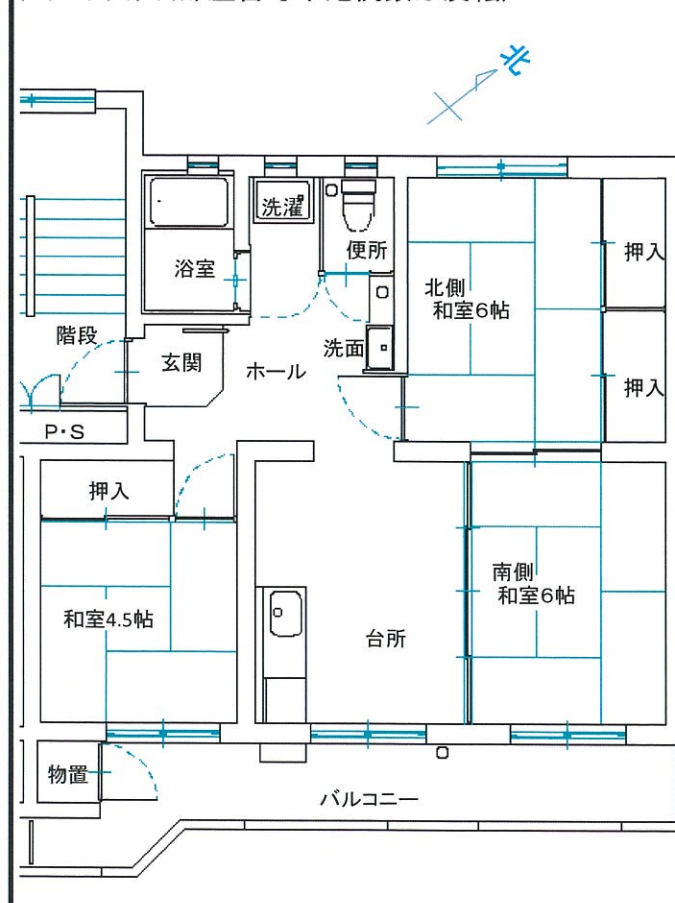 北
洗濯
便所
押入
浴室
北側
和室6帖
階段
玄関
ホール
洗面
押入
P・S
押入
南側
和室6帖
和室4.5帖
台所
物置
バルコニー